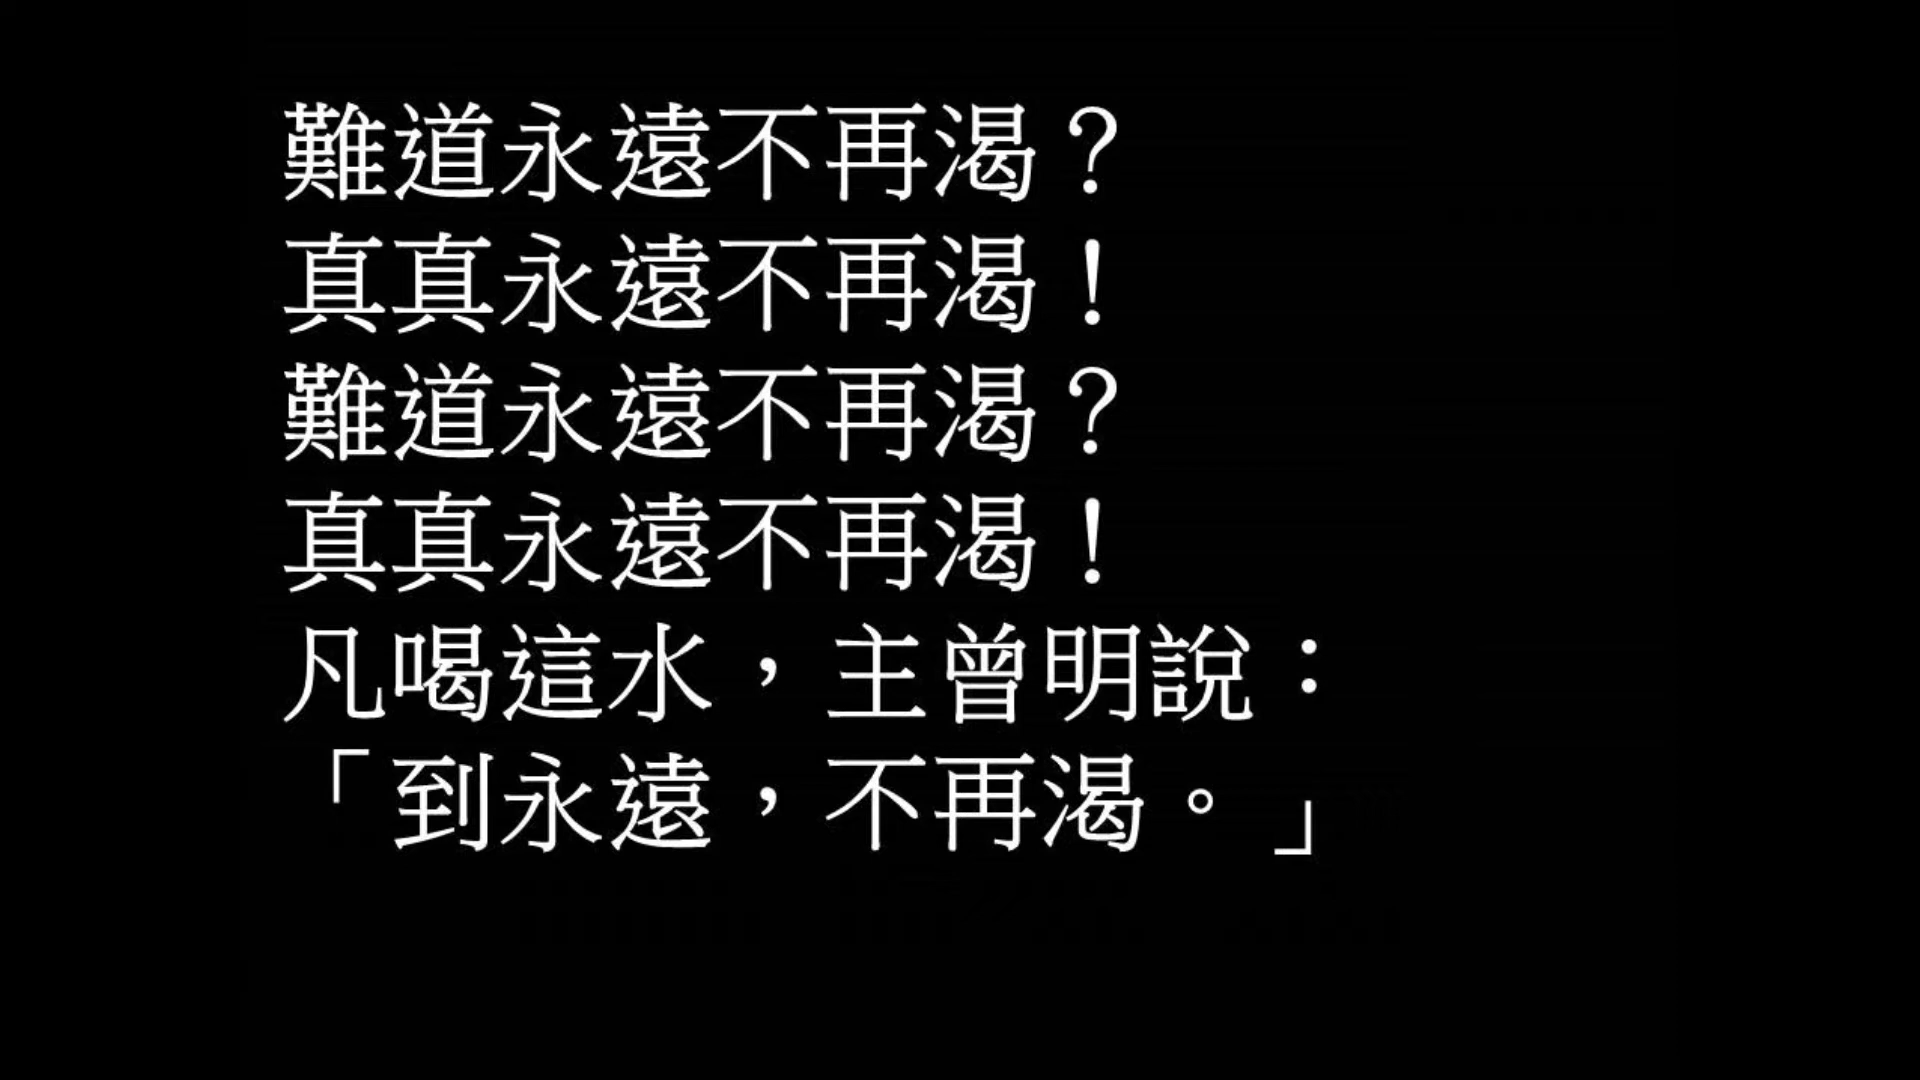 難道永遠不再渴？
真真永遠不再渴！
難道永遠不再渴？
真真永遠不再渴！
凡喝這水，主曾明說：
「到永遠，不再渴。」